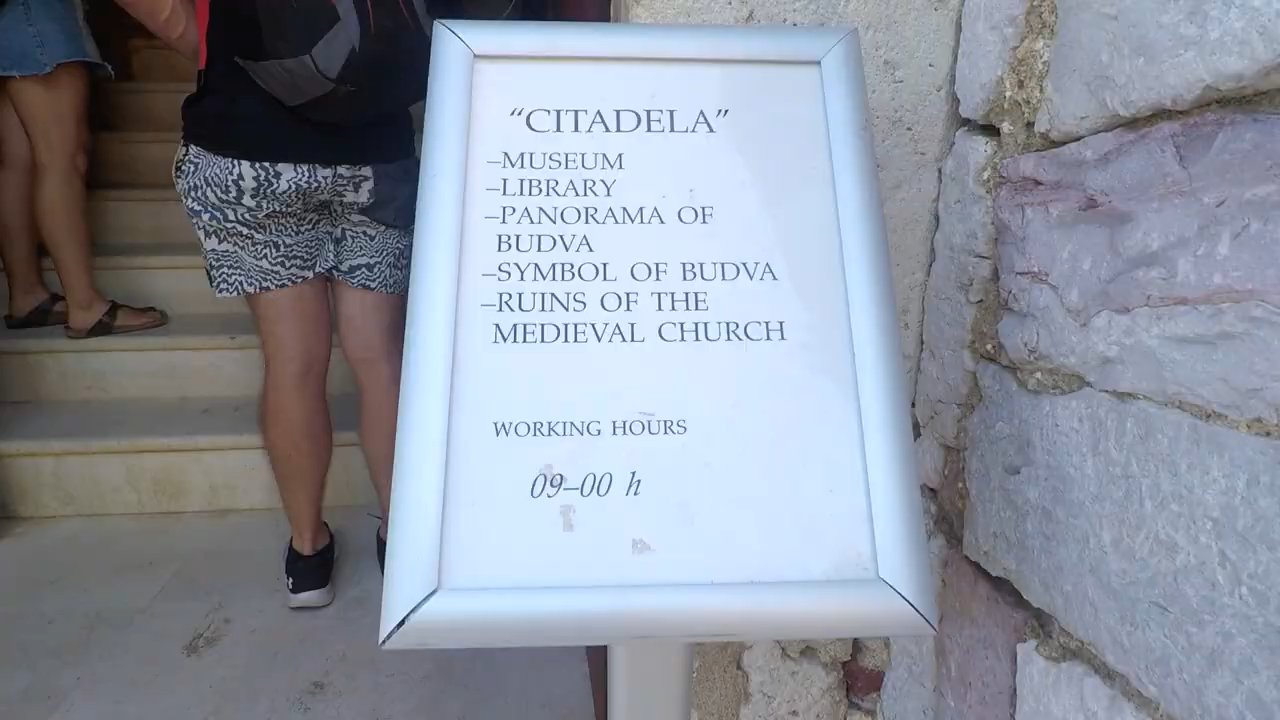 “CITADELA”
–MUSEUM
–LIBRARY
–PANORAMA OF
BUDVA
–SYMBOL OF BUDVA
–RUINS OF THE
MEDIEVAL CHURCH
WORKING HOURS
09–00 h